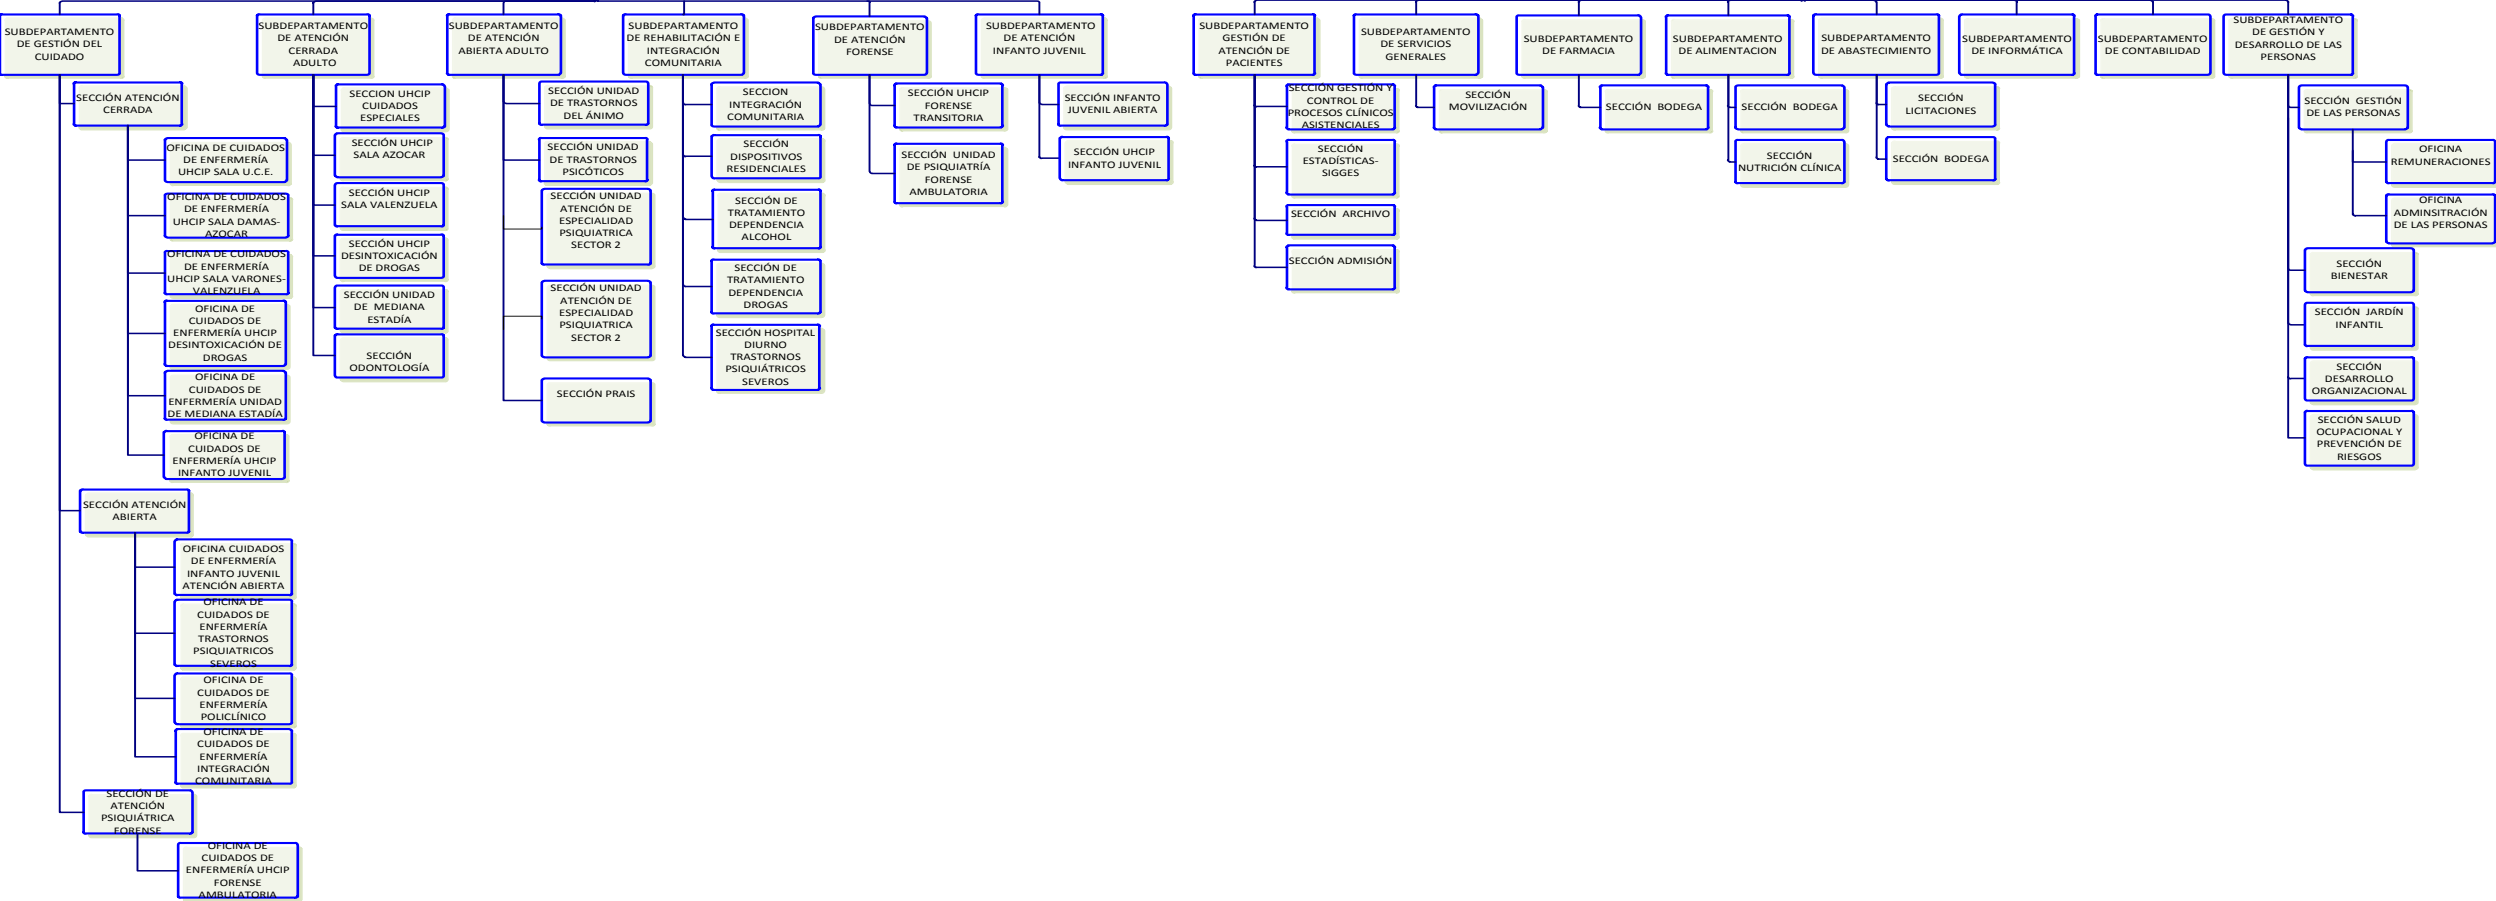 SUBDEPARTAMENTO
DE GESTIÓN DEL
CUIDADO
SECCIÓN ATENCIÓN
CERRADA
OFICINA DE CUIDADOS
DE ENFERMERÍA
UHCIP SALA U.C.E.
OFICINA DE CUIDADOS
DE ENFERMERÍA
UHCIP SALA DAMAS-
AZOCAR
OFICINA DE CUIDADOS
DE ENFERMERÍA
UHCIP SALA VARONES-
VALENZUELA
OFICINA DE
CUIDADOS DE
ENFERMERÍA UHCIP
DESINTOXICACIÓN DE
DROGAS
OFICINA DE
CUIDADOS DE
ENFERMERÍA UNIDAD
DE MEDIANA ESTADÍA
OFICINA DE
CUIDADOS DE
ENFERMERÍA UHCIP
INFANTO JUVENIL
SECCIÓN ATENCIÓN
ABIERTA
OFICINA CUIDADOS
DE ENFERMERÍA
INFANTO JUVENIL
ATENCIÓN ABIERTA
OFICINA DE
CUIDADOS DE
ENFERMERÍA
TRASTORNOS
PSIQUIATRICOS
SEVEROS
OFICINA DE
CUIDADOS DE
ENFERMERÍA
POLICLÍNICO
OFICINA DE
CUIDADOS DE
ENFERMERÍA
INTEGRACIÓN
COMUNITARIA
SECCIÓN DE
ATENCIÓN
PSIQUIÁTRICA
FORENSE
OFICINA DE
CUIDADOS DE
ENFERMERÍA UHCIP
FORENSE
AMBULATORIA
SUBDEPARTAMENTO
DE ATENCIÓN
CERRADA
ADULTO
SECCION UHCIP
CUIDADOS
ESPECIALES
SECCIÓN UHCIP
SALA AZOCAR
SECCIÓN UHCIP
SALA VALENZUELA
SECCIÓN UHCIP
DESINTOXICACIÓN
DE DROGAS
SECCIÓN UNIDAD
DE MEDIANA
ESTADÍA
SECCIÓN
ODONTOLOGÍA
SUBDEPARTAMENTO
DE ATENCIÓN
ABIERTA ADULTO
SECCIÓN UNIDAD
DE TRASTORNOS
DEL ÁNIMO
SECCIÓN UNIDAD
DE TRASTORNOS
PSICÓTICOS
SECCIÓN UNIDAD
ATENCIÓN DE
ESPECIALIDAD
PSIQUIATRICA
SECTOR 2
SECCIÓN UNIDAD
ATENCIÓN DE
ESPECIALIDAD
PSIQUIATRICA
SECTOR 2
SECCIÓN PRAIS
SUBDEPARTAMENTO
DE REHABILITACIÓN E
INTEGRACIÓN
COMUNITARIA
SECCION
INTEGRACIÓN
COMUNITARIA
SECCIÓN
DISPOSITIVOS
RESIDENCIALES
SECCIÓN DE
TRATAMIENTO
DEPENDENCIA
ALCOHOL
SECCIÓN DE
TRATAMIENTO
DEPENDENCIA
DROGAS
SECCIÓN HOSPITAL
DIURNO
TRASTORNOS
PSIQUIÁTRICOS
SEVEROS
SUBDEPARTAMENTO
DE ATENCIÓN
FORENSE
SECCIÓN UHCIP
FORENSE
TRANSITORIA
SECCIÓN UNIDAD
DE PSIQUIATRÍA
FORENSE
AMBULATORIA
SUBDEPARTAMENTO
DE ATENCIÓN
INFANTO JUVENIL
SECCIÓN INFANTO
JUVENIL ABIERTA
SECCIÓN UHCIP
INFANTO JUVENIL
SUBDEPARTAMENTO
GESTIÓN DE
ATENCIÓN DE
PACIENTES
SECCIÓN GESTIÓN Y
CONTROL DE
PROCESOS CLÍNICOS
ASISTENCIALES
SECCIÓN
ESTADÍSTICAS-
SIGGES
SECCIÓN ARCHIVO
SECCIÓN ADMISIÓN
SUBDEPARTAMENTO
DE SERVICIOS
GENERALES
SECCIÓN
MOVILIZACIÓN
SUBDEPARTAMENTO
DE FARMACIA
SECCIÓN BODEGA
SUBDEPARTAMENTO
DE ALIMENTACION
SECCIÓN BODEGA
SECCIÓN
NUTRICIÓN CLÍNICA
SUBDEPARTAMENTO
DE ABASTECIMIENTO
SECCIÓN
LICITACIONES
SECCIÓN BODEGA
SUBDEPARTAMENTO
DE INFORMÁTICA
SUBDEPARTAMENTO
DE CONTABILIDAD
SUBDEPARTAMENTO
DE GESTIÓN Y
DESARROLLO DE LAS
PERSONAS
SECCIÓN GESTIÓN
DE LAS PERSONAS
OFICINA
REMUNERACIONES
OFICINA
ADMINSITRACIÓN
DE LAS PERSONAS
SECCIÓN
BIENESTAR
SECCIÓN JARDÍN
INFANTIL
SECCIÓN
DESARROLLO
ORGANIZACIONAL
SECCIÓN SALUD
OCUPACIONAL Y
PREVENCIÓN DE
RIESGOS